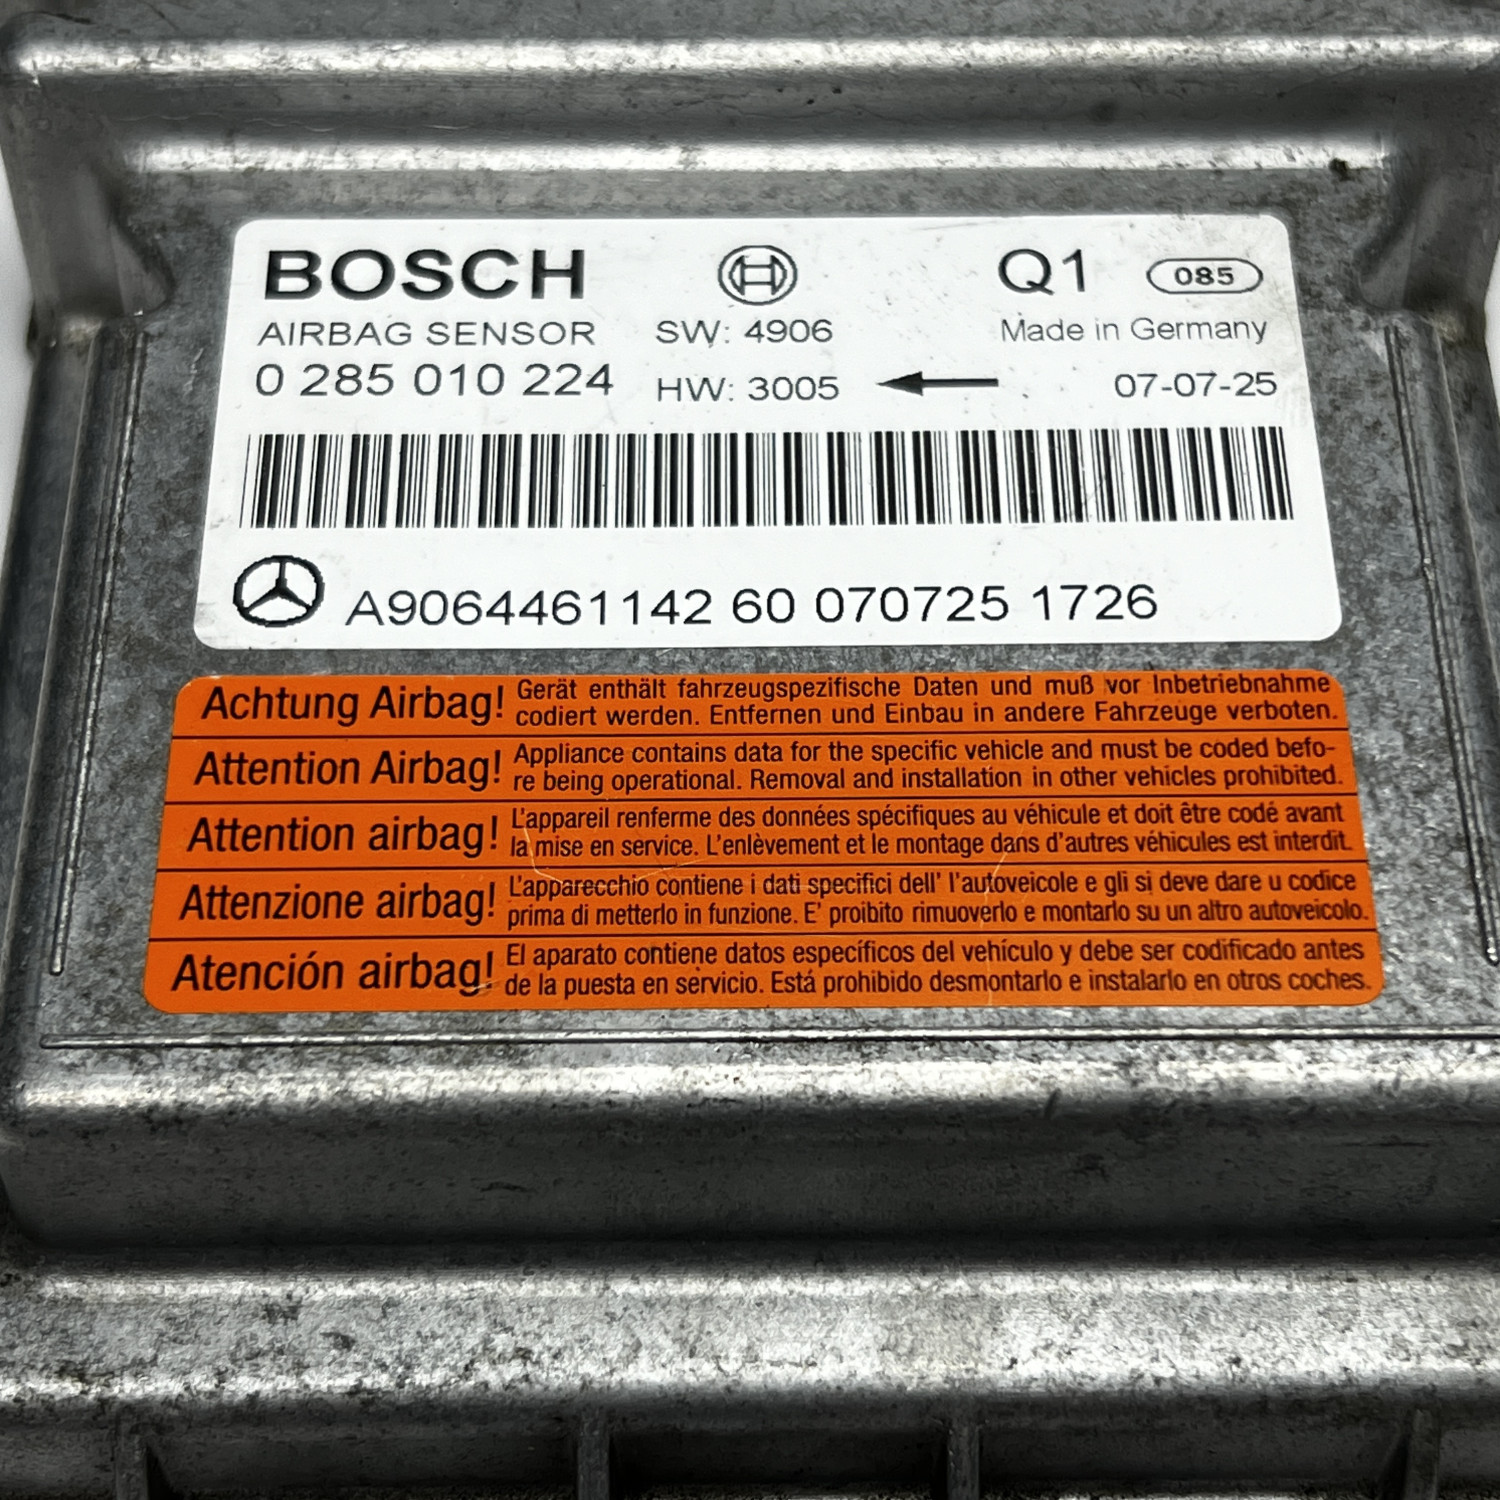 BOSCH
Q1
085
AIRBAG SENSOR
SW: 4906
Made in Germany
0 285 010 224
HW: 3005
07-07-25
A9064461142 60 070725 1726
Achtung Airbag!
Gerät enthält fahrzeugspezifische Daten und muß vor Inbetriebnahme
codiert werden. Entfernen und Einbau in andere Fahrzeuge verboten.
Attention Airbag!
Appliance contains data for the specific vehicle and must be coded befo-
re being operational. Removal and installation in other vehicles prohibited.
Attention airbag!
L'appareil renferme des données spécifiques au véhicule et doit être codé avant
la mise en service. L'enlèvement et le montage dans d'autres véhicules est interdit.
Attenzione airbag!
L'apparecchio contiene i dati specifici dell' l'autoveicole e gli si deve dare u codice
prima di metterlo in funzione. E' proibito rimuoverlo e montarlo su un altro autoveicolo.
Atención airbag!
El aparato contiene datos específicos del vehículo y debe ser codificado antes
de la puesta en servicio. Está prohibido desmontarlo e instalarlo en otros coches.